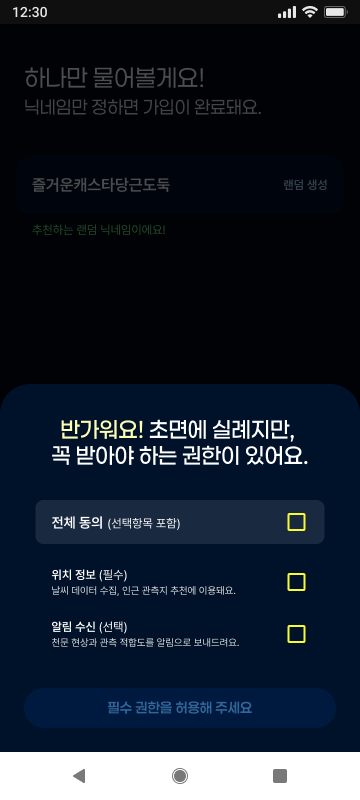 12:30
하나만 물어볼게요!
닉네임만 정하면 가입이 완료돼요.
즐거운캐스타당근도둑
랜덤 생성
추천하는 랜덤 닉네임이에요!
반가워요! 초면에 실례지만,
꼭 받아야 하는 권한이 있어요.
전체 동의 (선택항목 포함)
위치 정보 (필수)
날씨 데이터 수집, 인근 관측지 추천에 이용돼요.
알림 수신 (선택)
천문 현상과 관측 적합도를 알림으로 보내드려요.
필수 권한을 허용해 주세요